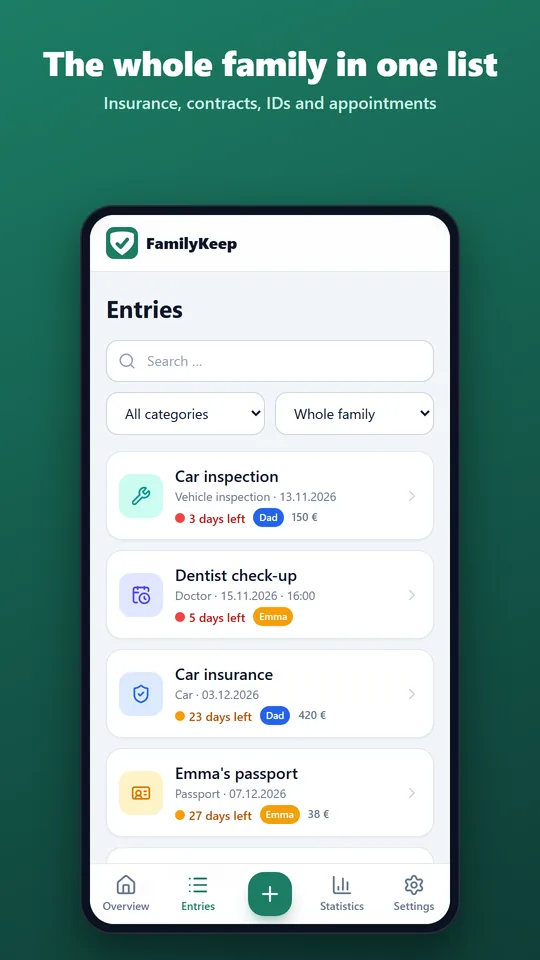 The whole family in one list
Insurance, contracts, IDs and appointments
FamilyKeep
Entries
Search ...
All categories
Whole family
Car inspection
Vehicle inspection · 13.11.2026
3 days left Dad 150 €
Dentist check-up
Doctor · 15.11.2026 · 16:00
5 days left Emma
Car insurance
Car · 03.12.2026
23 days left Dad 420 €
Emma's passport
Passport · 07.12.2026
27 days left Emma 38 €
Overview Entries Statistics Settings